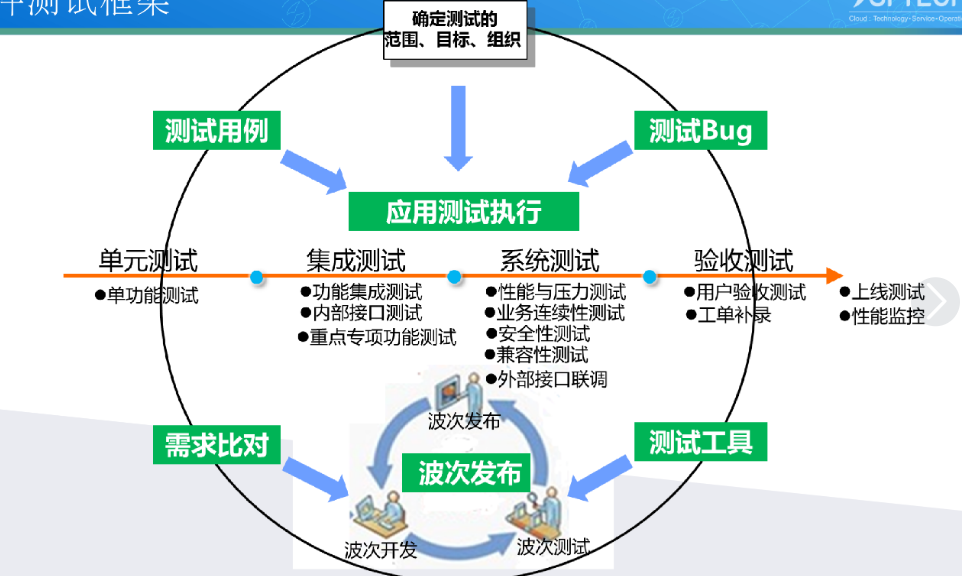 件测试框架
Cloud · Technology · Service · Operati
确定测试的
范围、目标、组织
测试用例
测试Bug
应用测试执行
单元测试
集成测试
系统测试
验收测试
●单功能测试
●功能集成测试
●内部接口测试
●重点专项功能测试
●性能与压力测试
●业务连续性测试
●安全性测试
●兼容性测试
●外部接口联调
●用户验收测试
●工单补录
●上线测试
●性能监控
波次发布
需求比对
测试工具
波次发布
波次开发
波次测试